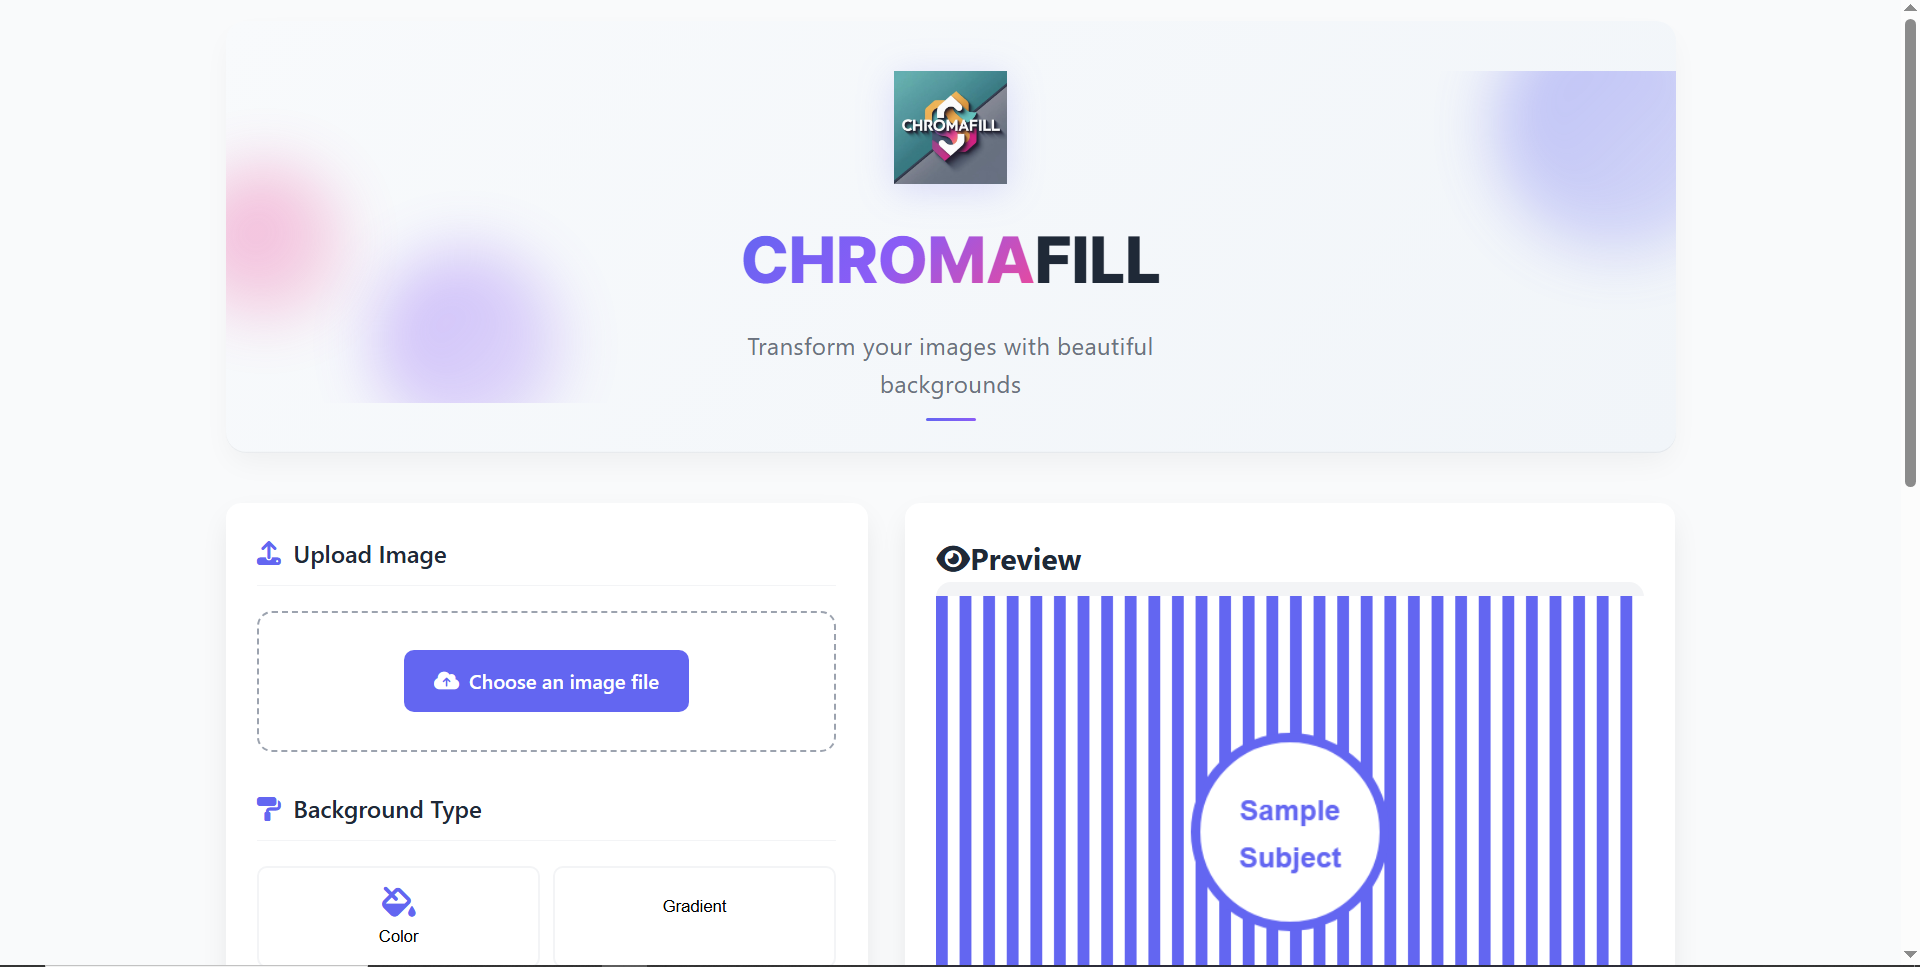 CHROMAFILL
CHROMAFILL
Transform your images with beautiful
backgrounds
Upload Image
Choose an image file
Background Type
Color
Gradient
Preview
Sample
Subject